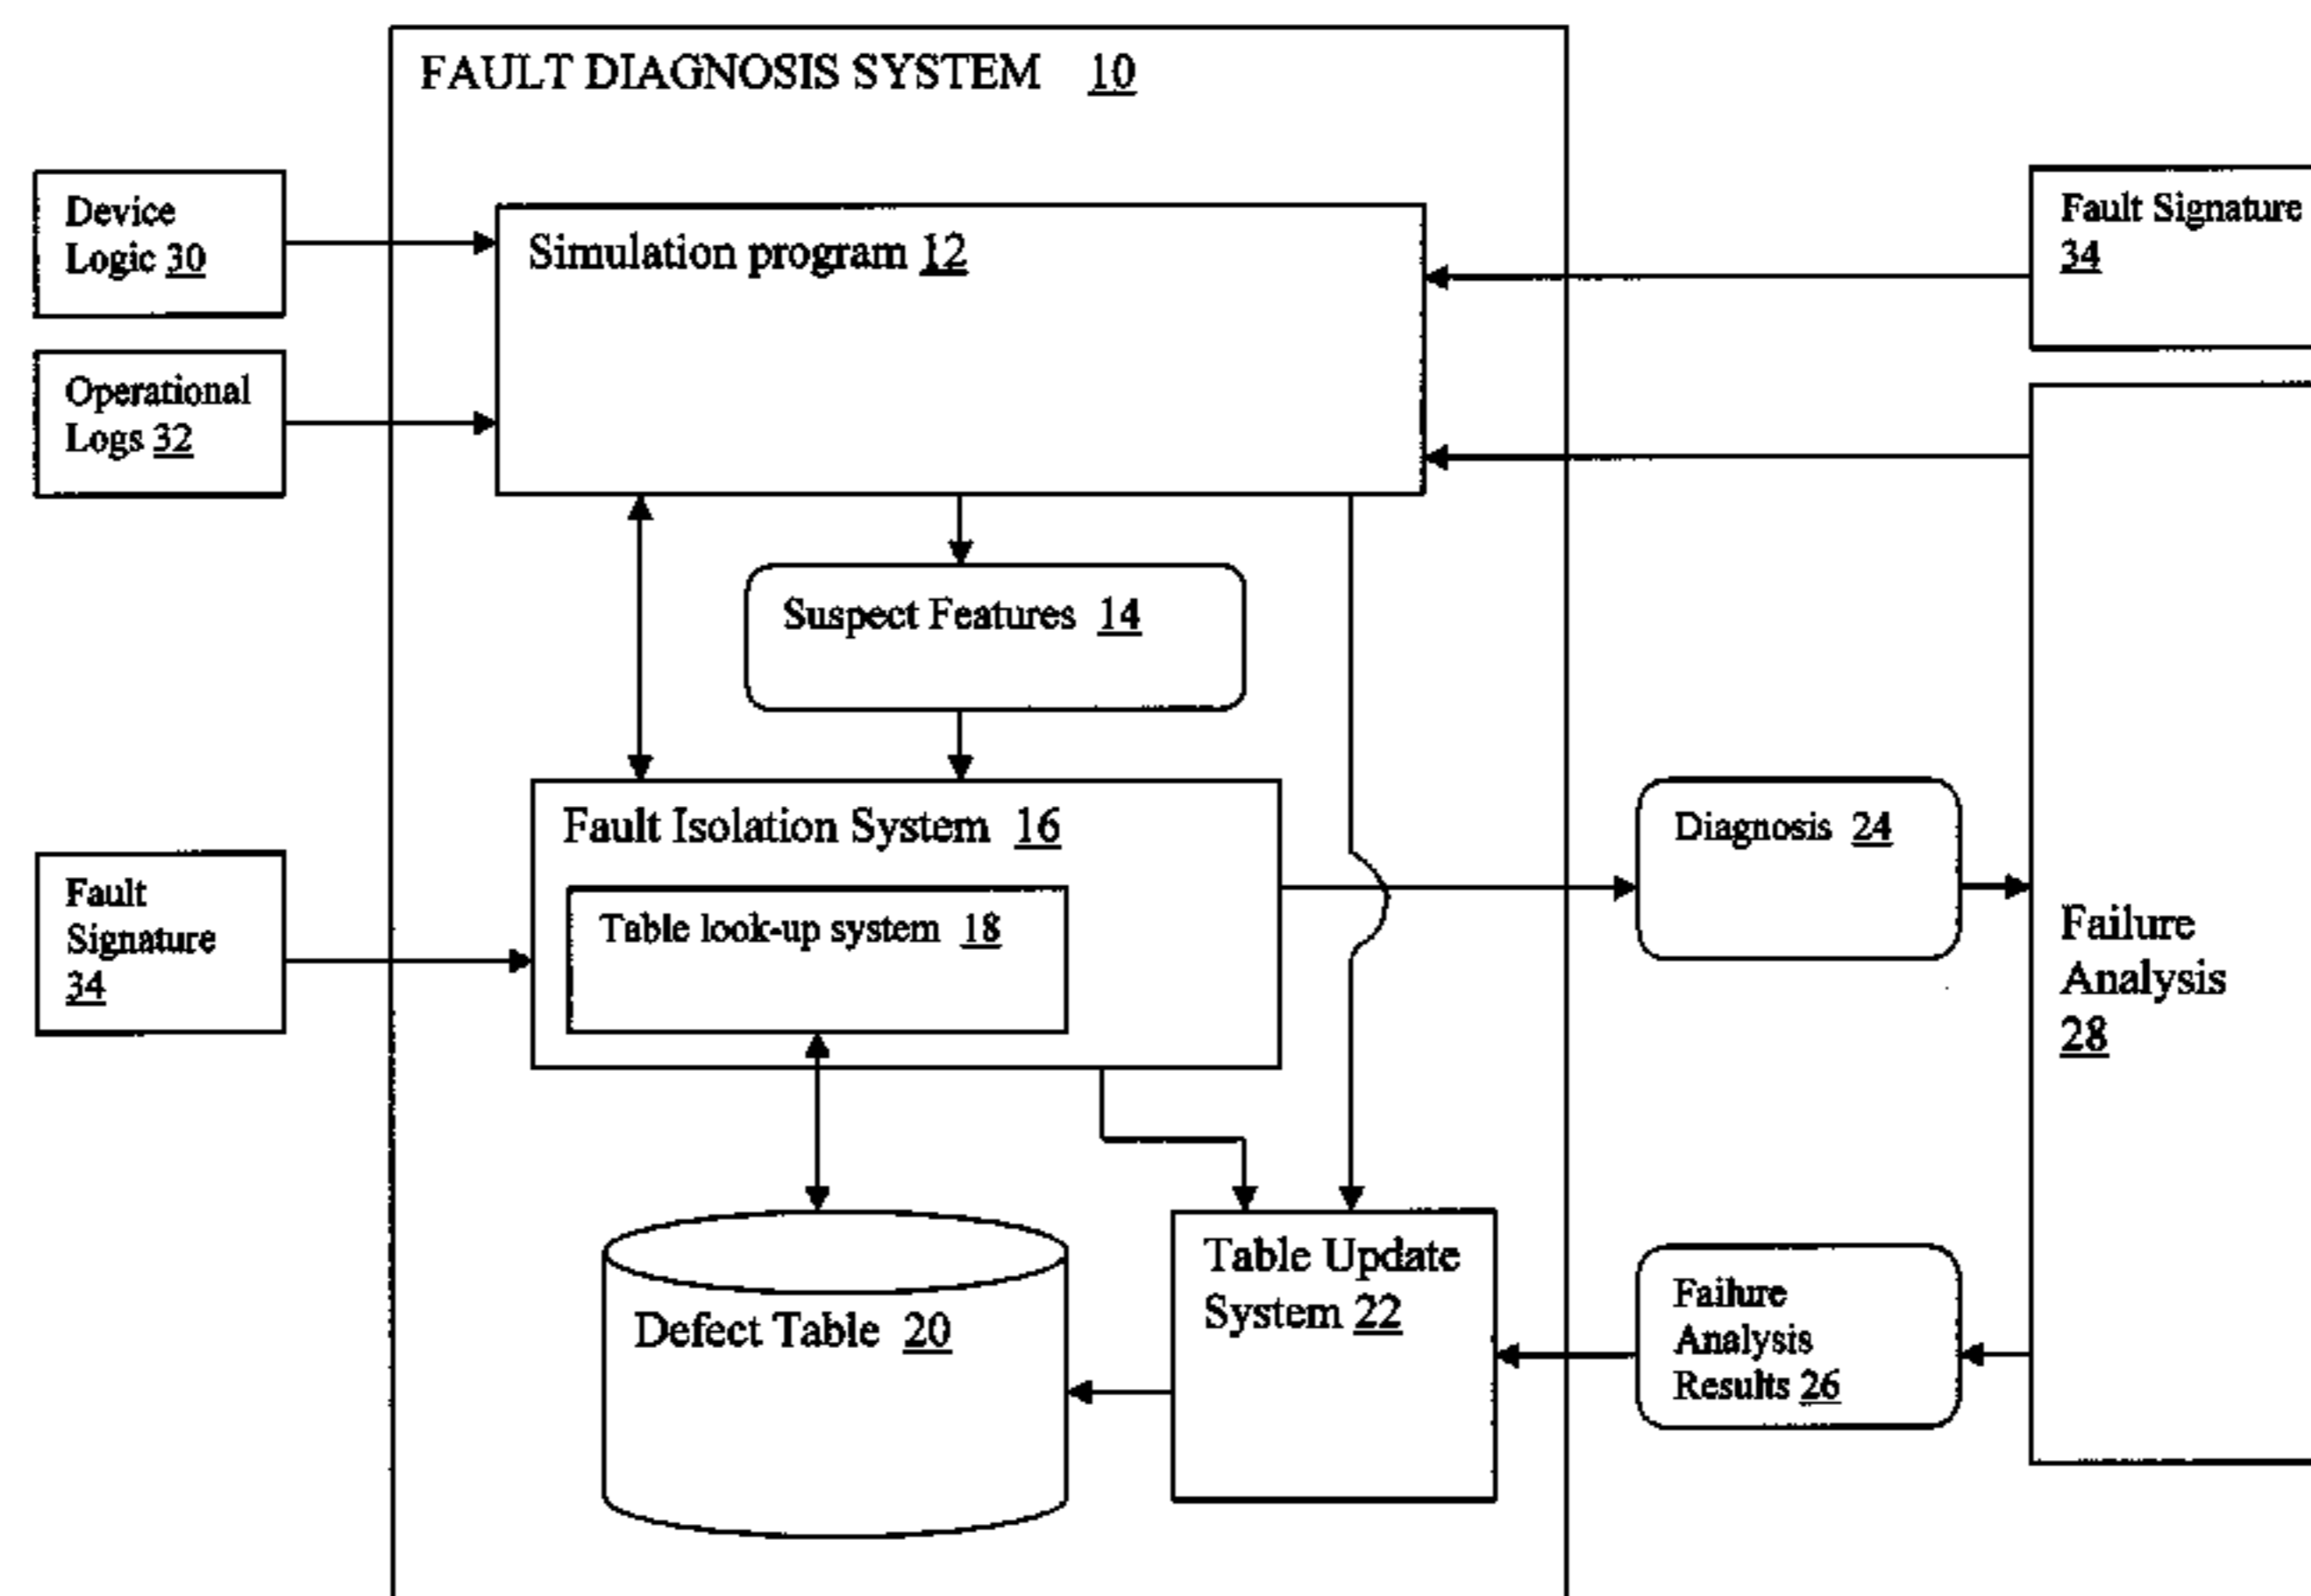 FAULT DIAGNOSIS SYSTEM 10
Device
Logic 30
Simulation program 12
Fault Signature
34
Operational
Logs 32
Suspect Features 14
Fault Isolation System 16
Diagnosis 24
Fault
Signature
34
Table look-up system 18
Failure
Analysis
28
Table Update
System 22
Defect Table 20
Failure
Analysis
Results 26